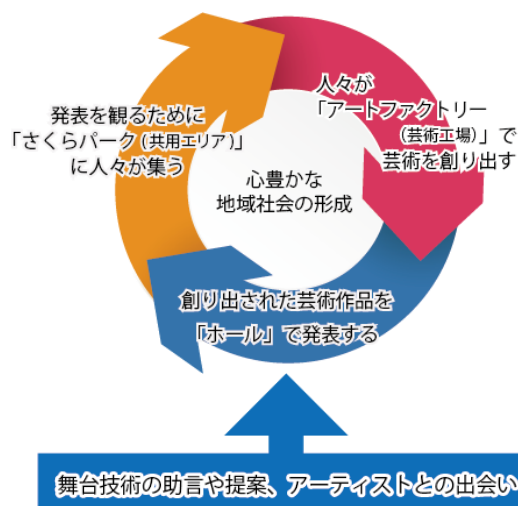 人々が
「アートファクトリー
（芸術工場）」で
芸術を創り出す
発表を観るために
「さくらパーク（共用エリア）」
に人々が集う
心豊かな
地域社会の形成
創り出された芸術作品を
「ホール」で発表する
舞台技術の助言や提案、アーティストとの出会い